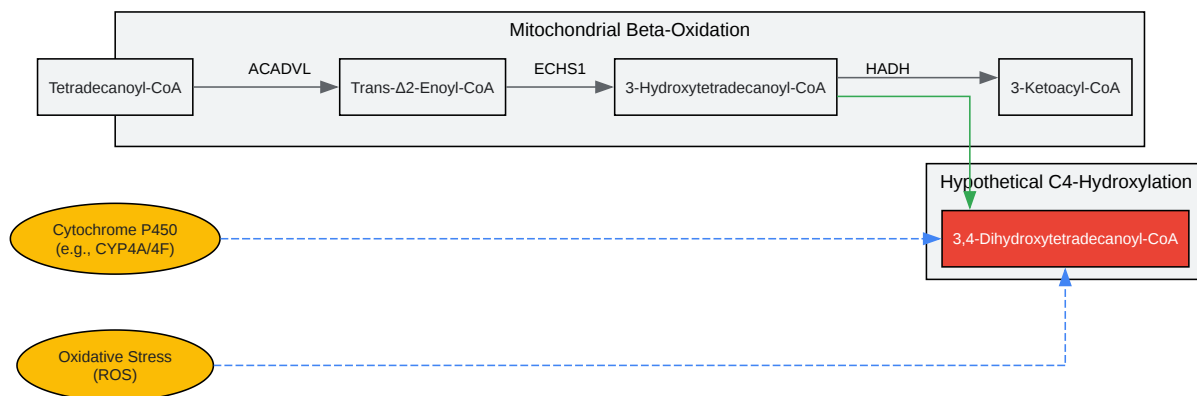 Mitochondrial Beta-Oxidation
Tetradecanoyl-CoA
ACADVL
Trans-Δ2-Enoyl-CoA
ECHS1
3-Hydroxytetradecanoyl-CoA
HADH
3-Ketoacyl-CoA
Hypothetical C4-Hydroxylation
3,4-Dihydroxytetradecanoyl-CoA
Cytochrome P450
(e.g., CYP4A/4F)
Oxidative Stress
(ROS)